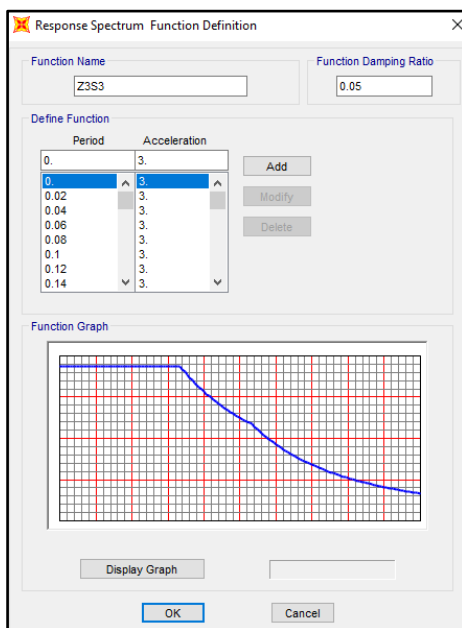 Response Spectrum Function Definition
Function Name
Function Damping Ratio
Z3S3
0.05
Define Function
Period Acceleration
0. 3.
Add
0. 3.
0.02 3.
Modify
0.04 3.
0.06 3.
Delete
0.08 3.
0.1 3.
0.12 3.
0.14 3.
Function Graph
Display Graph
OK Cancel